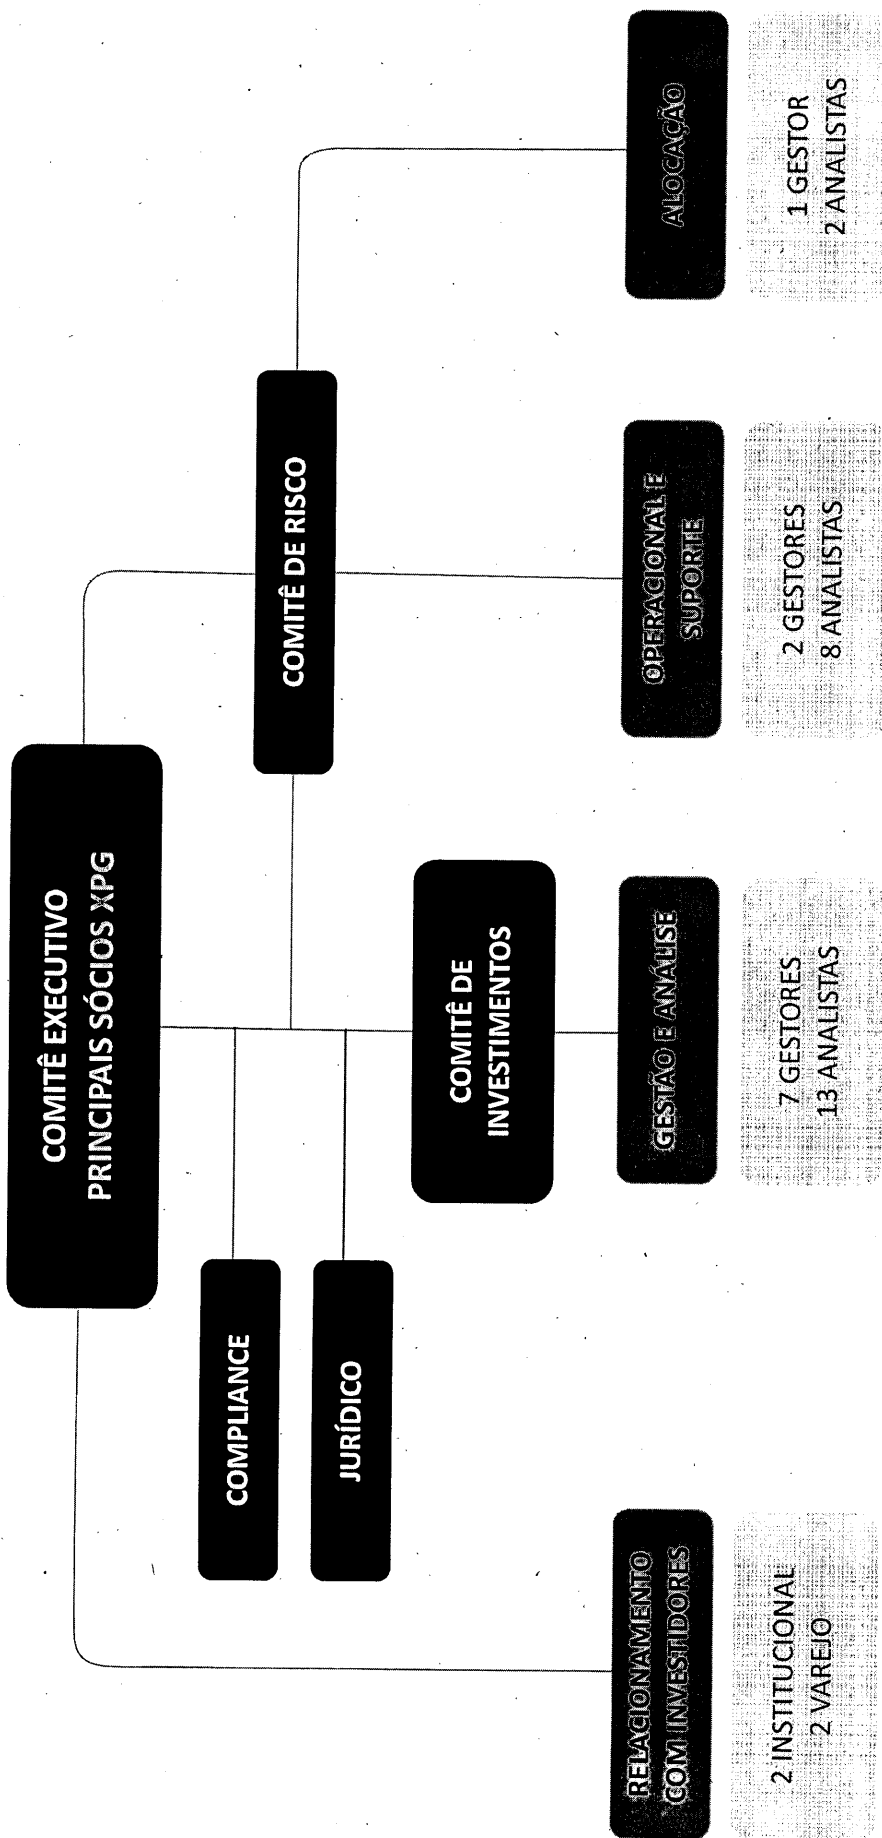 COMITÊ EXECUTIVO
PRINCIPAIS SÓCIOS XPG
COMPLIANCE
COMITÊ DE RISCO
JURÍDICO
COMITÊ DE
INVESTIMENTOS
RELACIONAMENTO
COM INVESTIDORES
GESTÃO E ANÁLISE
OPERACIONAL E
SUPORTE
ALOCAÇÃO
2 INSTITUCIONAL
2 VAREJO
7 GESTORES
13 ANALISTAS
2 GESTORES
8 ANALISTAS
1 GESTOR
2 ANALISTAS